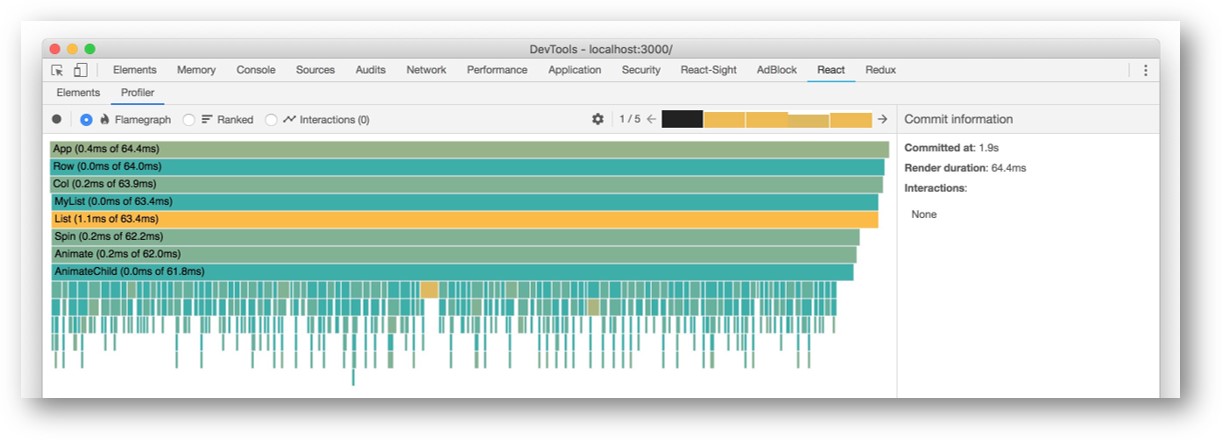 DevTools - localhost:3000/
Elements Memory Console Sources Audits Network Performance Application Security React-Sight AdBlock React Redux
Elements Profiler
Flamegraph Ranked Interactions (0) 1 / 5 Commit information
App (0.4ms of 64.4ms)
Row (0.0ms of 64.0ms)
Col (0.2ms of 63.9ms)
MyList (0.0ms of 63.4ms)
List (1.1ms of 63.4ms)
Spin (0.2ms of 62.2ms)
Animate (0.2ms of 62.0ms)
AnimateChild (0.0ms of 61.8ms)
Committed at: 1.9s
Render duration: 64.4ms
Interactions:
None